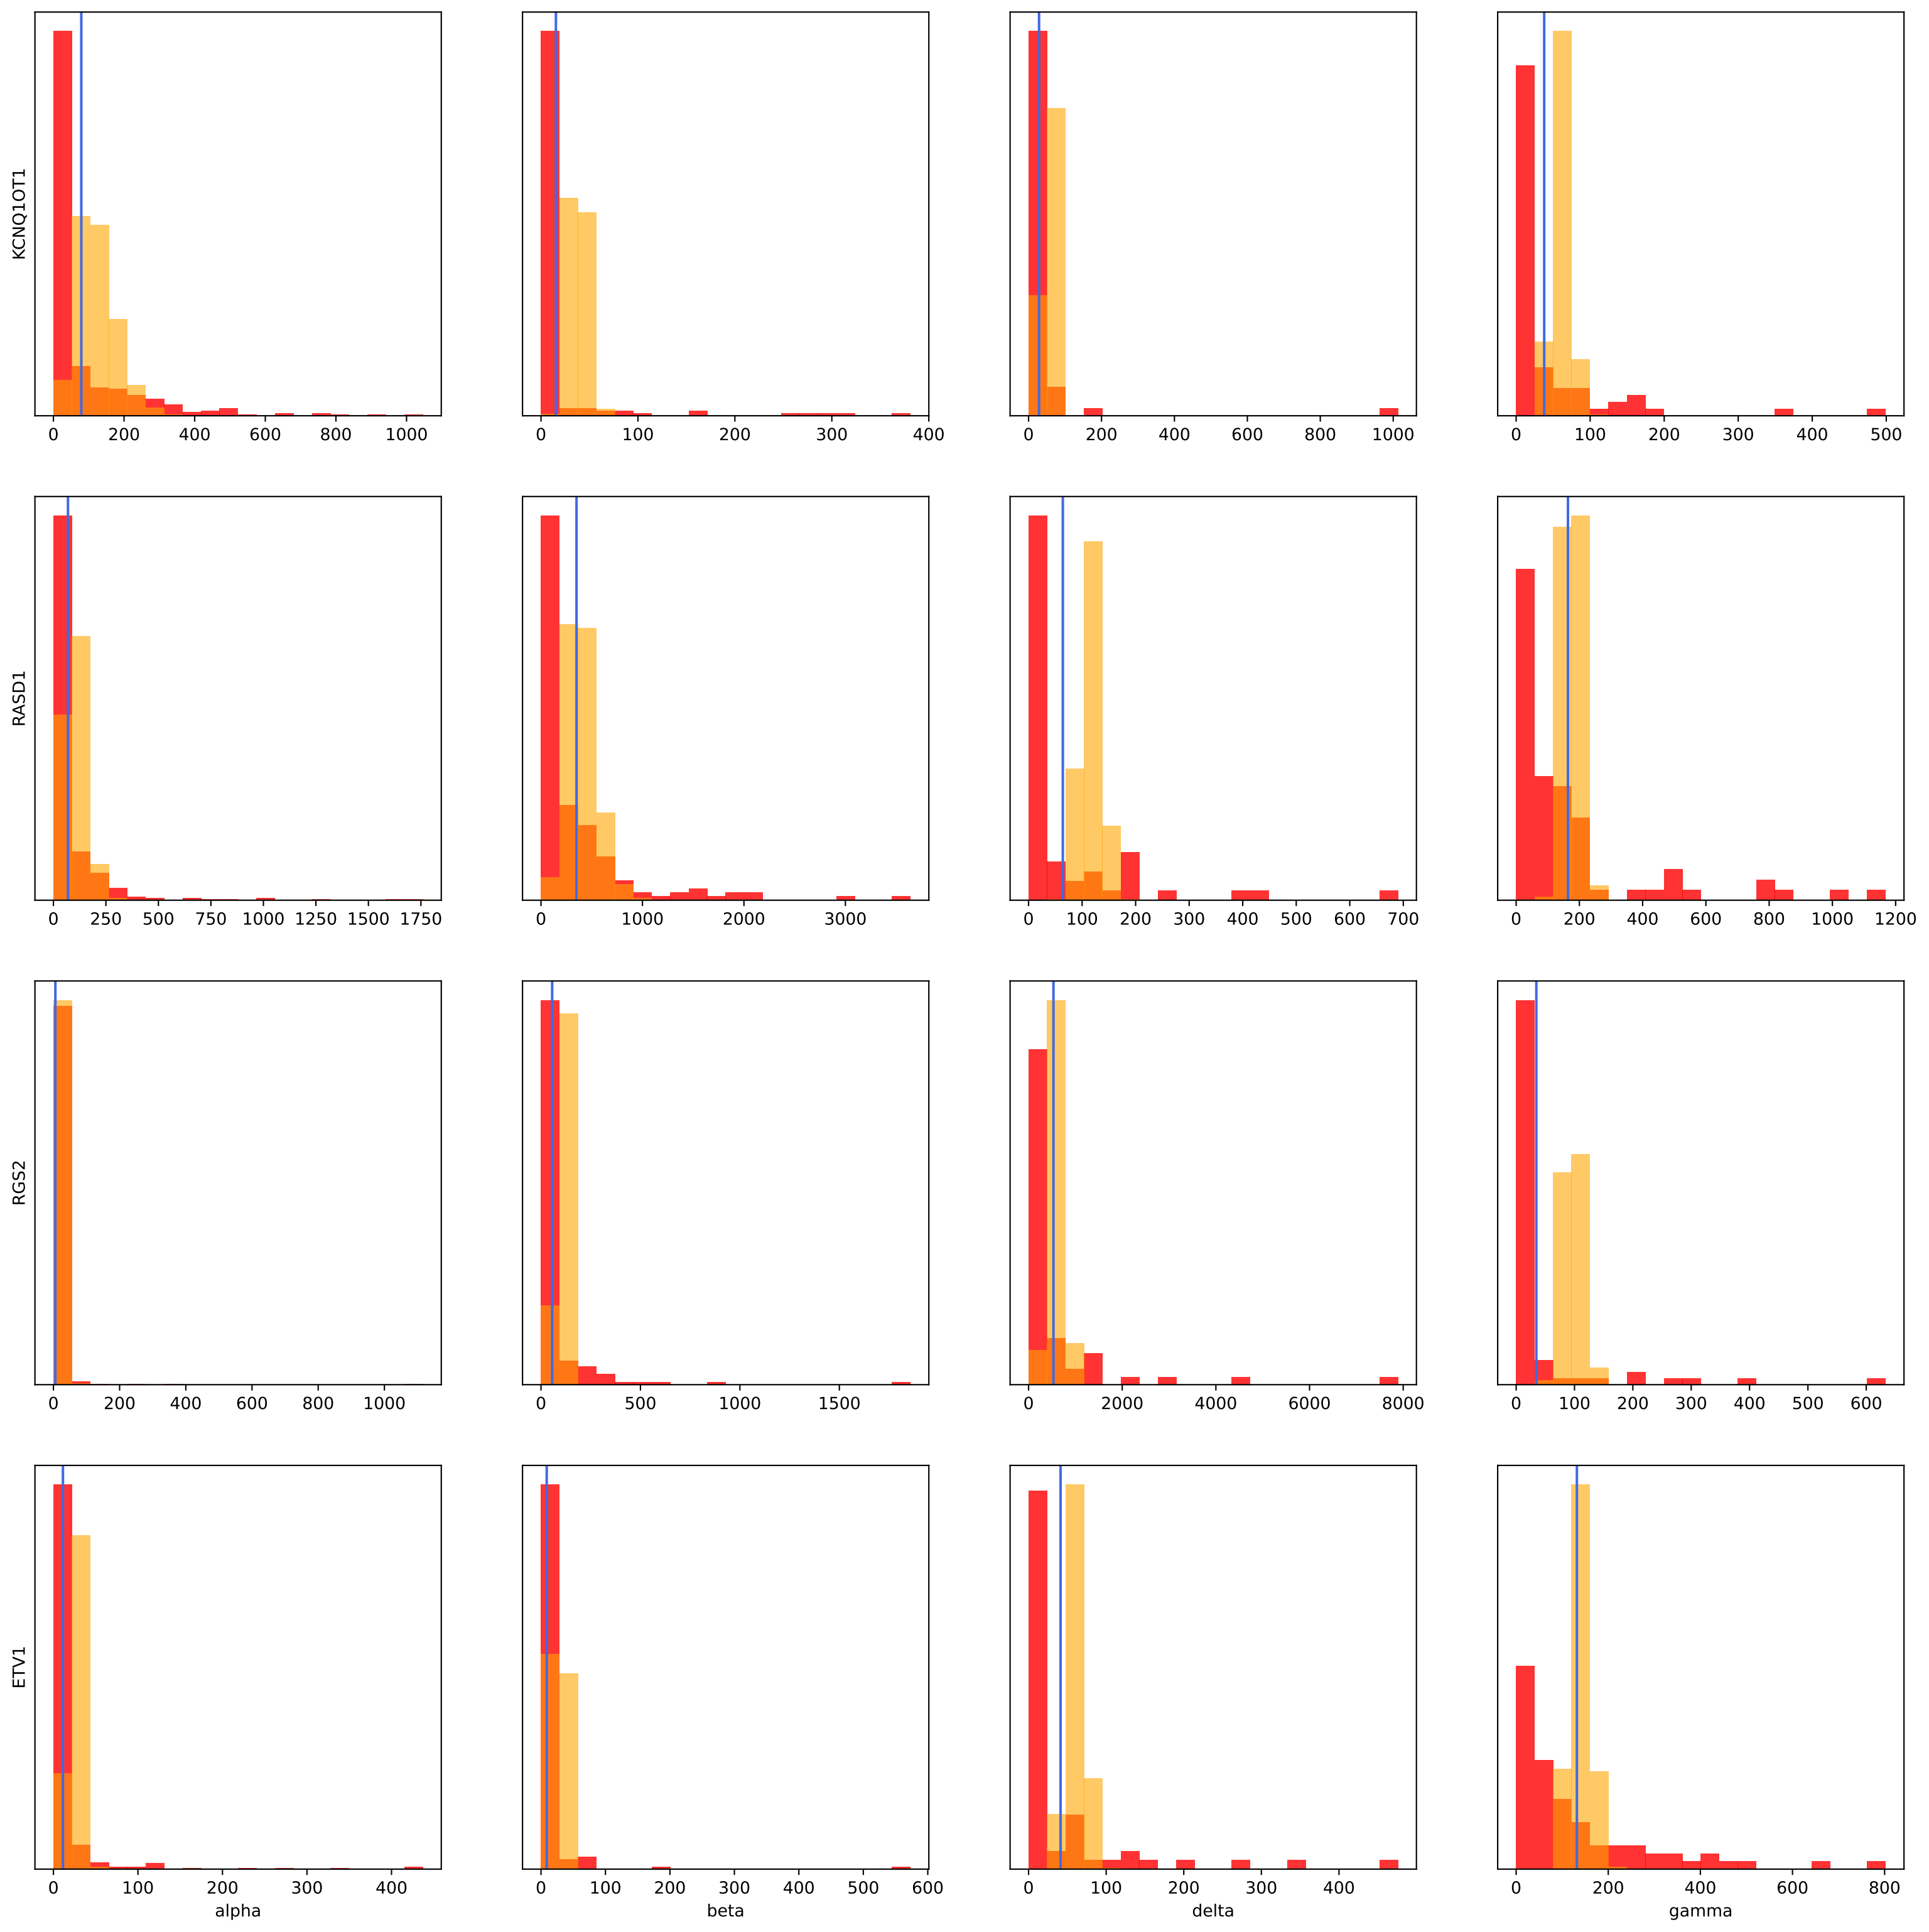 KCNQ1OT1
0 200 400 600 800 1000
0 100 200 300 400
0 200 400 600 800 1000
0 100 200 300 400 500
RASD1
0 250 500 750 1000 1250 1500 1750
0 1000 2000 3000
0 100 200 300 400 500 600 700
0 200 400 600 800 1000 1200
RGS2
0 200 400 600 800 1000
0 500 1000 1500
0 2000 4000 6000 8000
0 100 200 300 400 500 600
ETV1
0 100 200 300 400
alpha
0 100 200 300 400 500 600
beta
0 100 200 300 400
delta
0 200 400 600 800
gamma